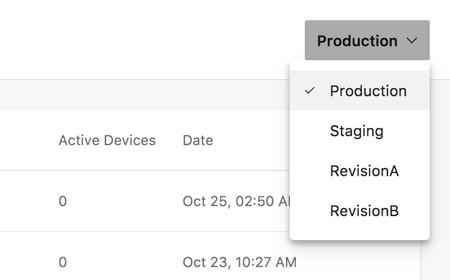 Production
Production
Staging
RevisionA
RevisionB
Active Devices Date
0 Oct 25, 02:50
0 Oct 23, 10:27 AM